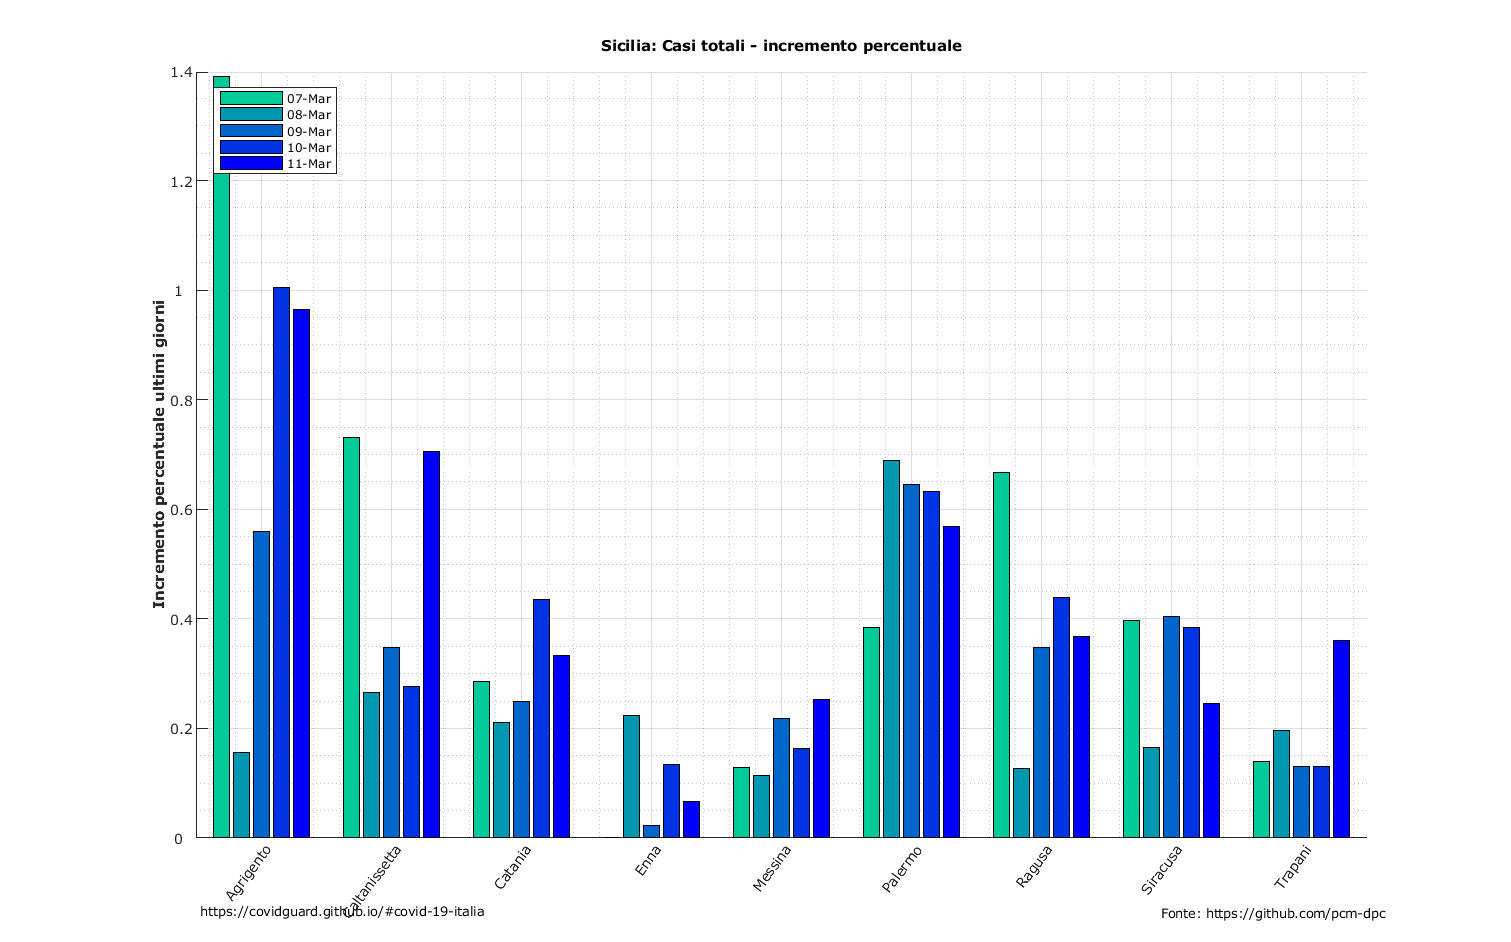 Sicilia: Casi totali - incremento percentuale
Incremento percentuale ultimi giorni
1.4
1.2
1
0.8
0.6
0.4
0.2
0
07-Mar
08-Mar
09-Mar
10-Mar
11-Mar
Agrigento
Caltanissetta
Catania
Enna
Messina
Palermo
Ragusa
Siracusa
Trapani
https://covidguard.github.io/#covid-19-italia
Fonte: https://github.com/pcm-dpc